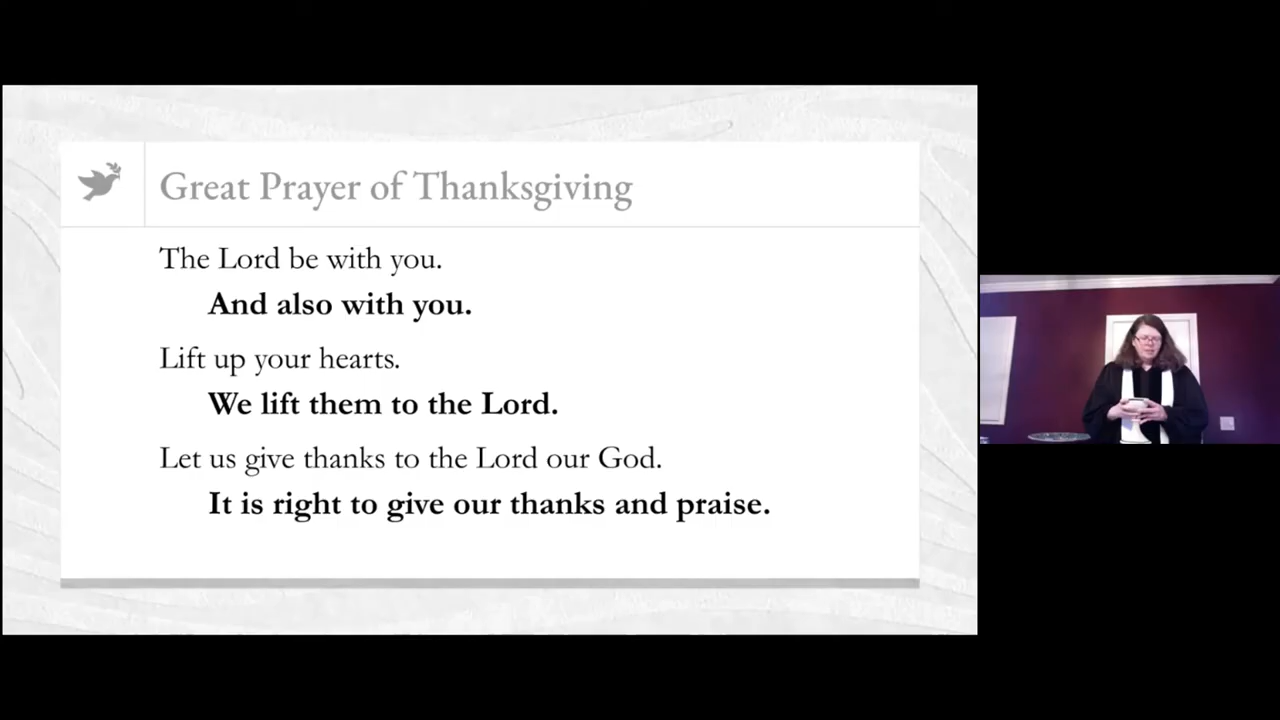 Great Prayer of Thanksgiving
The Lord be with you.
And also with you.
Lift up your hearts.
We lift them to the Lord.
Let us give thanks to the Lord our God.
It is right to give our thanks and praise.